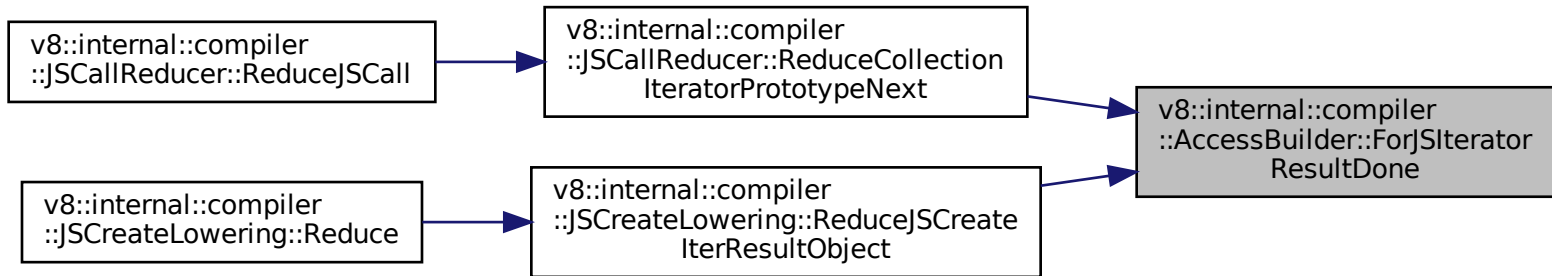 v8::internal::compiler
::JSCallReducer::ReduceJSCall
v8::internal::compiler
::JSCallReducer::ReduceCollection
IteratorPrototypeNext
v8::internal::compiler
::AccessBuilder::ForJSIterator
ResultDone
v8::internal::compiler
::JSCreateLowering::Reduce
v8::internal::compiler
::JSCreateLowering::ReduceJSCreate
IterResultObject